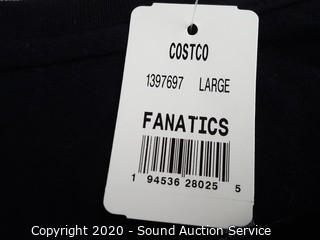 COSTCO
1397697 LARGE
FANATICS
1 94536 28025 5
Copyright 2020 - Sound Auction Service